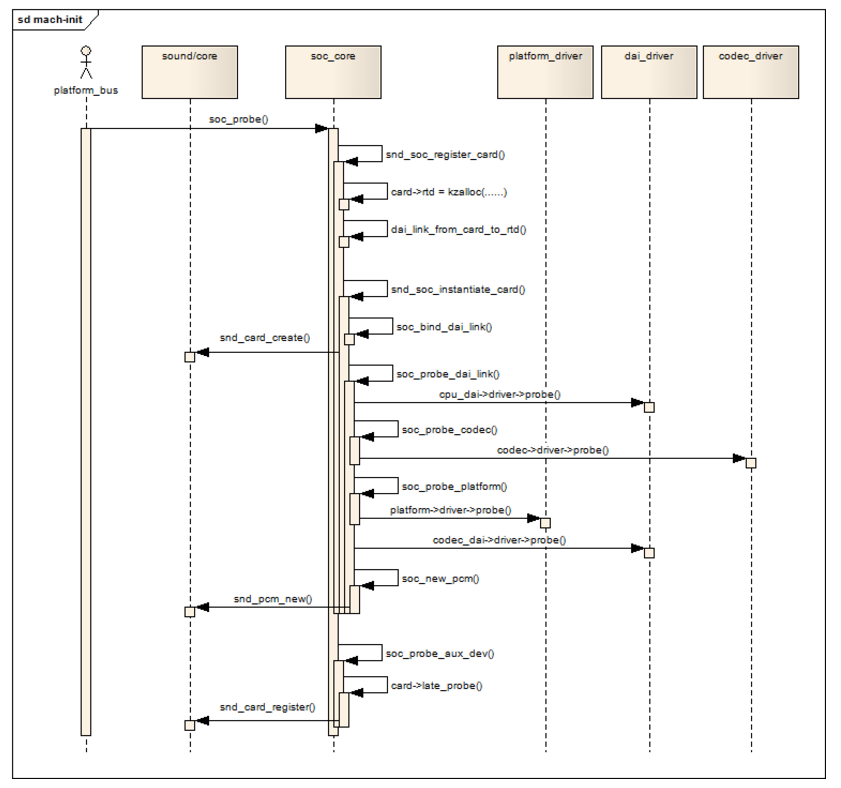 sd mach-init
platform_bus
sound/core
soc_core
platform_driver
dai_driver
codec_driver
soc_probe()
snd_soc_register_card()
card->rtd = kzalloc(......)
dai_link_from_card_to_rtd()
snd_soc_instantiate_card()
soc_bind_dai_link()
snd_card_create()
soc_probe_dai_link()
cpu_dai->driver->probe()
soc_probe_codec()
codec->driver->probe()
soc_probe_platform()
platform->driver->probe()
codec_dai->driver->probe()
soc_new_pcm()
snd_pcm_new()
soc_probe_aux_dev()
card->late_probe()
snd_card_register()